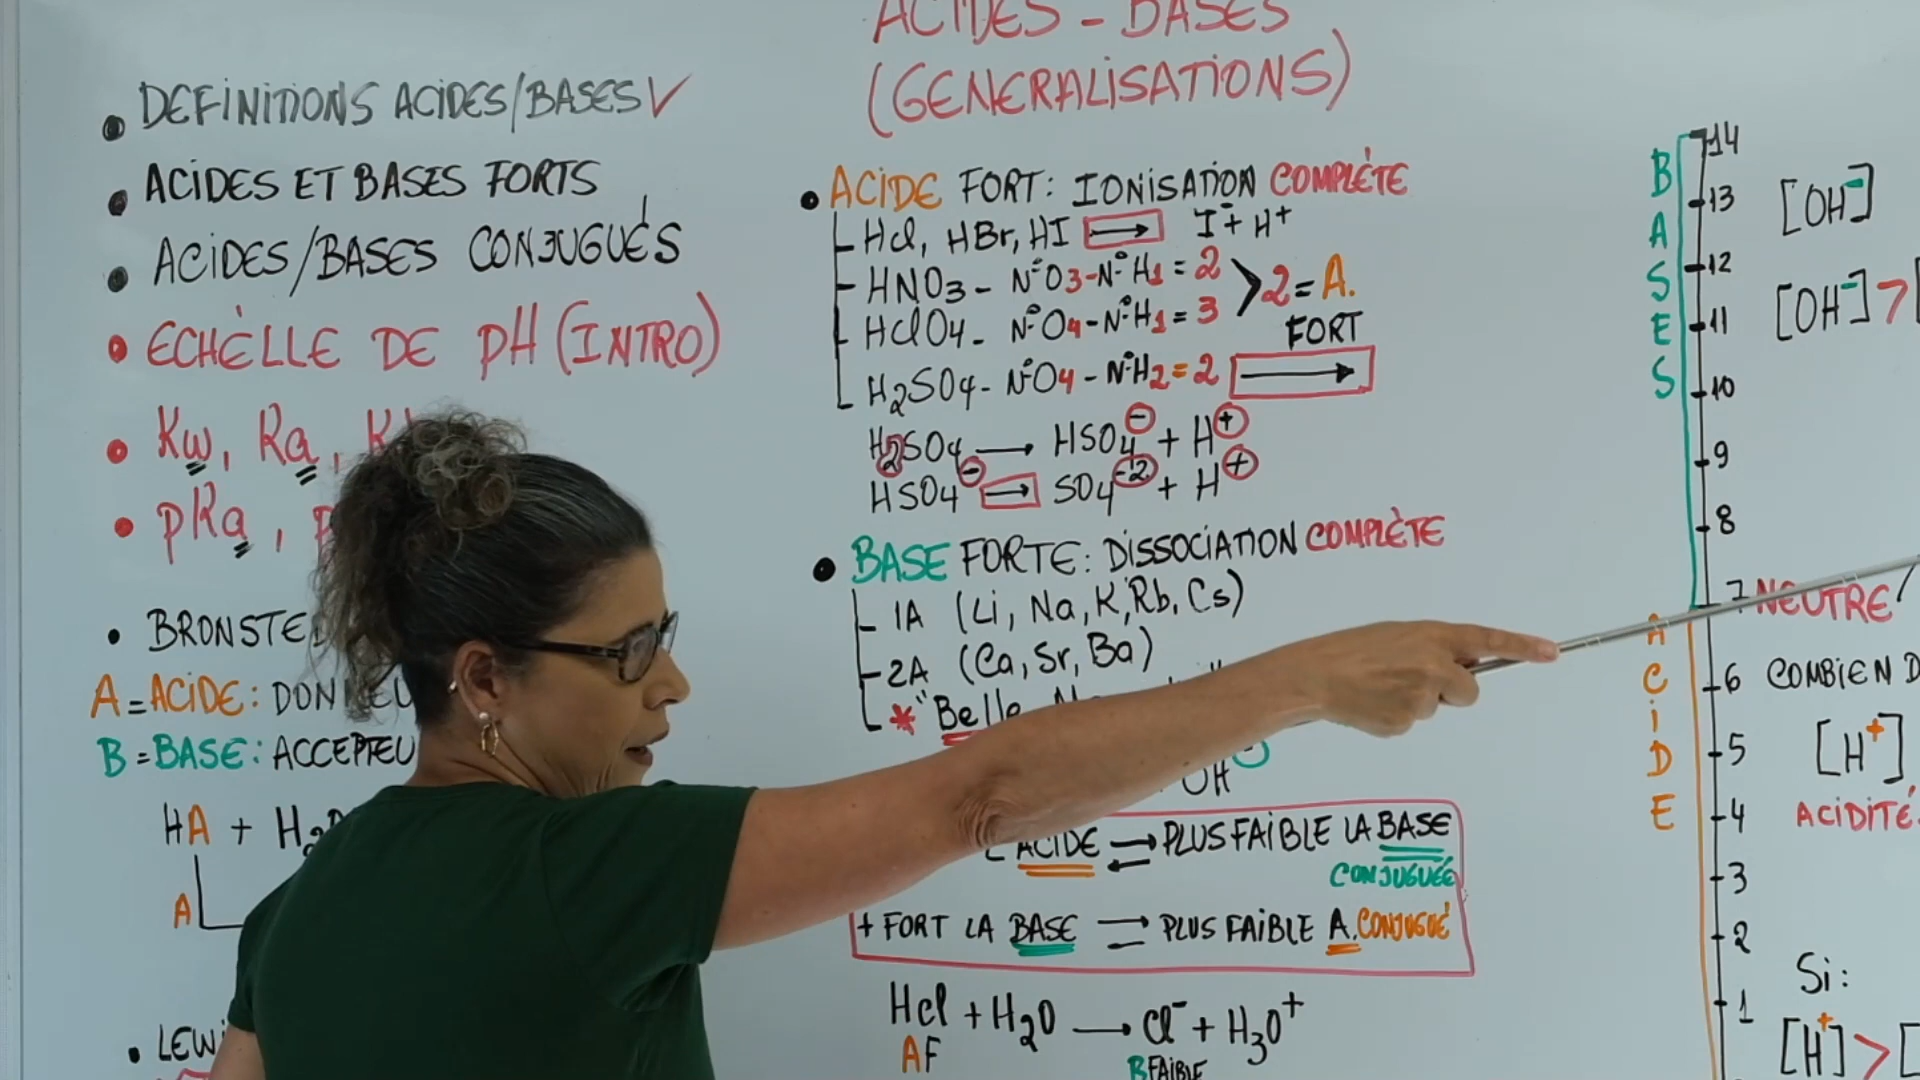 ACIDES - BASES
(GENERALISATIONS)
• DEFINITIONS ACIDES/BASES ✓
• ACIDES ET BASES FORTS
• ACIDES/BASES CONJUGUÉS
• ECHÈLLE DE pH (INTRO)
• Kw, Ka,
• pKa, p
• BRONSTE
A = ACIDE: DON
B = BASE: ACCEPTEU
HA + H₂
A
• LEWI
• ACIDE FORT: IONISATION COMPLÈTE
HCl, HBr, HI → I⁻ + H⁺
HNO3 - N°O3 - N°H1 = 2
HClO4 - N°O4 - N°H1 = 3
> 2 = A.
FORT
H2SO4 - N°O4 - N°H2 = 2 →
H2SO4 → HSO4⁻ + H⁺
HSO4⁻ → SO4⁻² + H⁺
• BASE FORTE: DISSOCIATION COMPLÈTE
1A (Li, Na, K, Rb, Cs)
2A (Ca, Sr, Ba)
* "Belle
OH⁻
L'ACIDE ⇌ PLUS FAIBLE LA BASE
CONJUGUÉE
+ FORT LA BASE ⇌ PLUS FAIBLE A. CONJUGUÉ
HCl + H₂O → Cl⁻ + H₃O⁺
AF
B FAIBLE
BASES
ACIDE
14
13
12
11
10
9
8
7 NEUTRE
6
5
4
3
2
1
[OH⁻]
[OH⁻] > [
COMBIEN D
[H⁺]
ACIDITÉ
Si:
[H⁺] > [